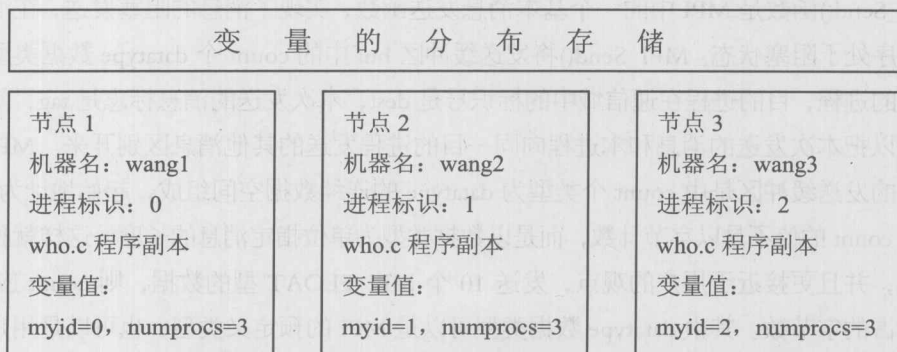 变量的分布存储
节点 1
机器名：wang1
进程标识：0
who.c 程序副本
变量值：
myid=0，numprocs=3
节点 2
机器名：wang2
进程标识：1
who.c 程序副本
变量值：
myid=1，numprocs=3
节点 3
机器名：wang3
进程标识：2
who.c 程序副本
变量值：
myid=2，numprocs=3